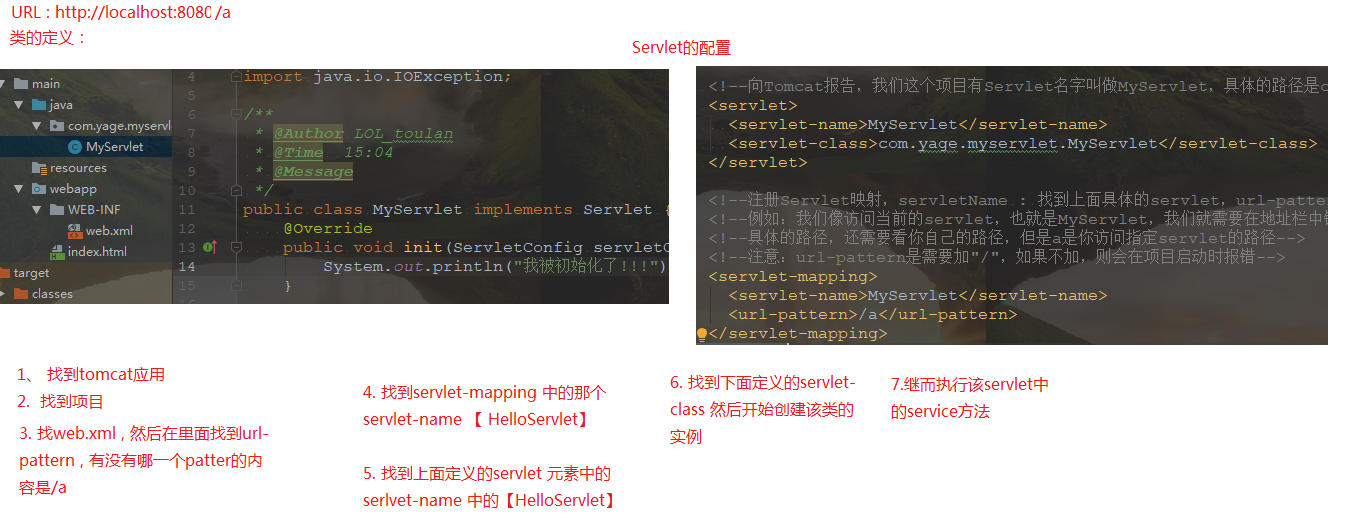 URL : http://localhost:8080 /a
类的定义：
Servlet的配置
main
java
com.yage.myservl
MyServlet
resources
webapp
WEB-INF
web.xml
index.html
target
classes
4 import java.io.IOException;
5
6 /**
7 * @Author LOL_toulan
8 * @Time 15:04
9 * @Message
10 */
11 public class MyServlet implements Servlet {
12 @Override
13 public void init(ServletConfig servletC
14 System.out.println("我被初始化了!!!")
15 }
<!--向Tomcat报告，我们这个项目有Servlet名字叫做MyServlet，具体的路径是c
<servlet>
<servlet-name>MyServlet</servlet-name>
<servlet-class>com.yage.myservlet.MyServlet</servlet-class>
</servlet>
<!--注册Servlet映射，servletName : 找到上面具体的servlet，url-patte
<!--例如：我们像访问当前的servlet，也就是MyServlet，我们就需要在地址栏中
<!--具体的路径，还需要看你自己的路径，但是a是你访问指定servlet的路径-->
<!--注意：url-pattern是需要加"/"，如果不加，则会在项目启动时报错-->
<servlet-mapping>
<servlet-name>MyServlet</servlet-name>
<url-pattern>/a</url-pattern>
</servlet-mapping>
1、 找到tomcat应用
2. 找到项目
3. 找web.xml , 然后在里面找到url-
pattern , 有没有哪一个patter的内
容是/a
4. 找到servlet-mapping 中的那个
servlet-name 【 HelloServlet】
5. 找到上面定义的servlet 元素中的
serlvet-name 中的【HelloServlet】
6. 找到下面定义的servlet-
class 然后开始创建该类的
实例
7.继而执行该servlet中
的service方法